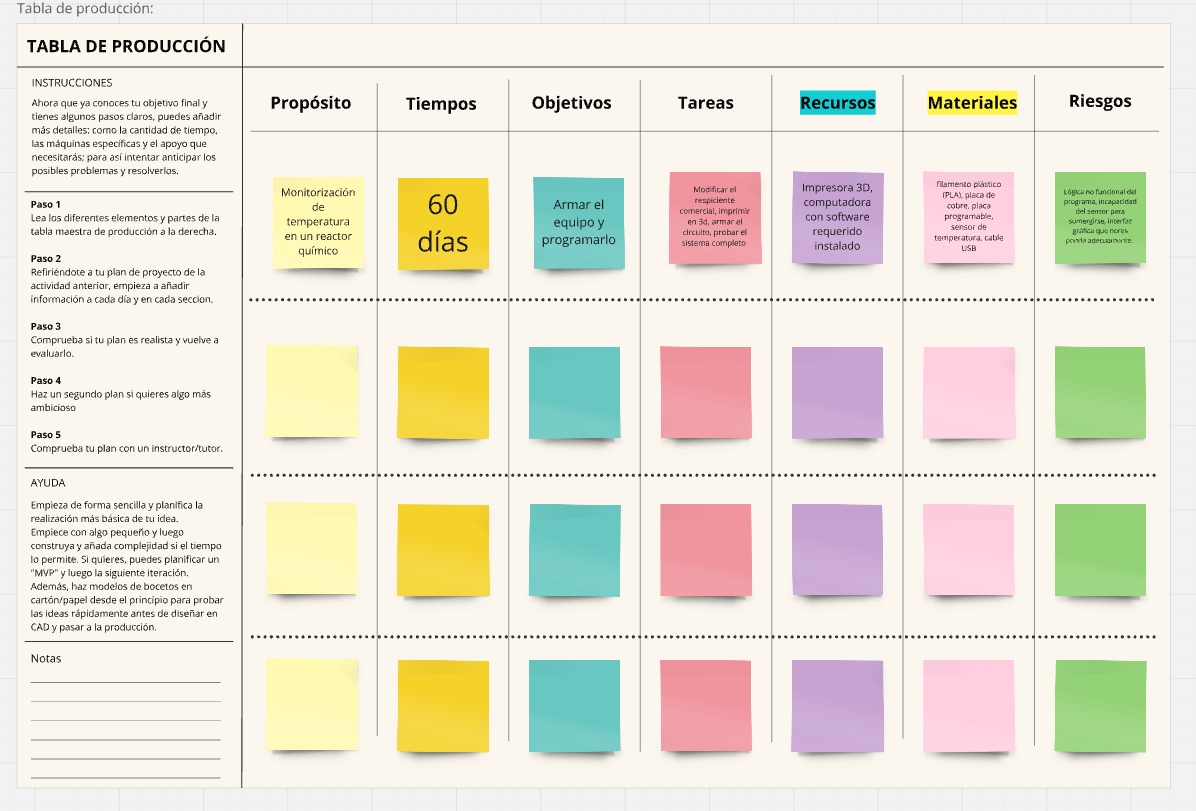 Tabla de producción:
TABLA DE PRODUCCIÓN
INSTRUCCIONES
Ahora que ya conoces tu objetivo final y
tienes algunos pasos claros, puedes añadir
más detalles: como la cantidad de tiempo,
las máquinas específicas y el apoyo que
necesitarás; para así intentar anticipar los
posibles problemas y resolverlos.
Paso 1
Lea los diferentes elementos y partes de la
tabla maestra de producción a la derecha.
Paso 2
Refiriéndote a tu plan de proyecto de la
actividad anterior, empieza a añadir
información a cada día y en cada seccion.
Paso 3
Comprueba si tu plan es realista y vuelve a
evaluarlo.
Paso 4
Haz un segundo plan si quieres algo más
ambicioso
Paso 5
Comprueba tu plan con un instructor/tutor.
AYUDA
Empieza de forma sencilla y planifica la
realización más básica de tu idea.
Empiece con algo pequeño y luego
construya y añada complejidad si el tiempo
lo permite. Si quieres, puedes planificar un
"MVP" y luego la siguiente iteración.
Además, haz modelos de bocetos en
cartón/papel desde el principio para probar
las ideas rápidamente antes de diseñar en
CAD y pasar a la producción.
Notas
Propósito
Tiempos
Objetivos
Tareas
Recursos
Materiales
Riesgos
Monitorización
de
temperatura
en un reactor
químico
60
días
Armar el
equipo y
programarlo
Modificar el
respiciente
comercial, imprimir
en 3d, armar el
circuito, probar el
sistema completo
Impresora 3D,
computadora
con software
requerido
instalado
Filamento plástico
(PLA), placa de
cobre, placa
programable,
sensor de
temperatura, cable
USB
Lógica no funcional del
programa, incapacidad
del sensor para
sumergirse, interfaz
gráfica que nores
ponda adecuamente.